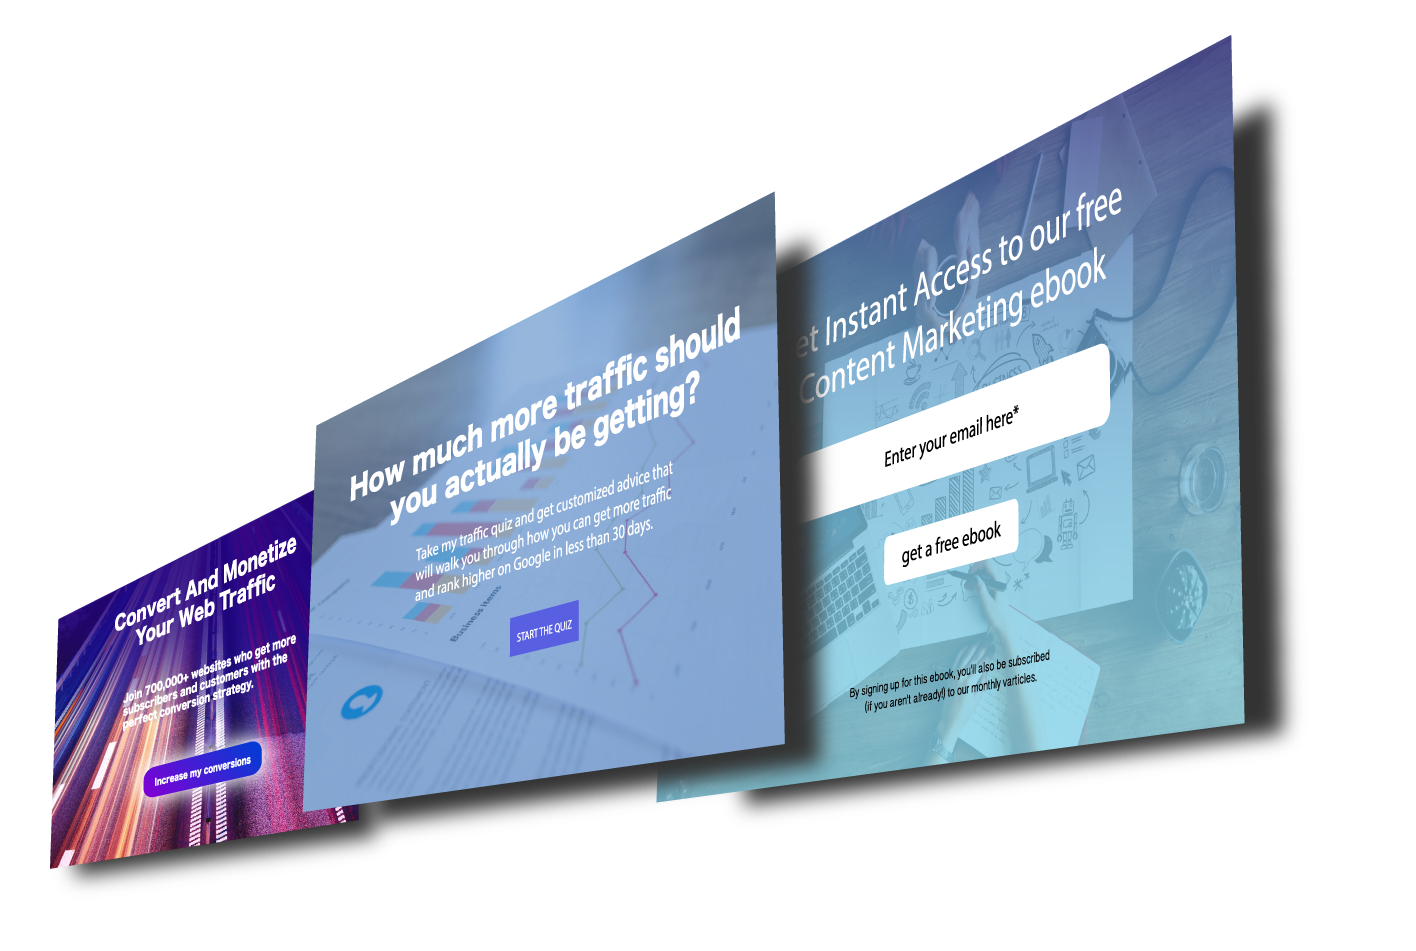 Convert And Monetize
Your Web Traffic
Join 700,000+ websites who get more
subscribers and customers with the
perfect conversion strategy.
Increase my conversions
How much more traffic should
you actually be getting?
Take my traffic quiz and get customized advice that
will walk you through how you can get more traffic
and rank higher on Google in less than 30 days.
START THE QUIZ
Business Items
et Instant Access to our free
Content Marketing ebook
BUSINESS
Enter your email here*
get a free ebook
By signing up for this ebook, you'll also be subscribed
(if you aren't already!) to our monthly varticles.